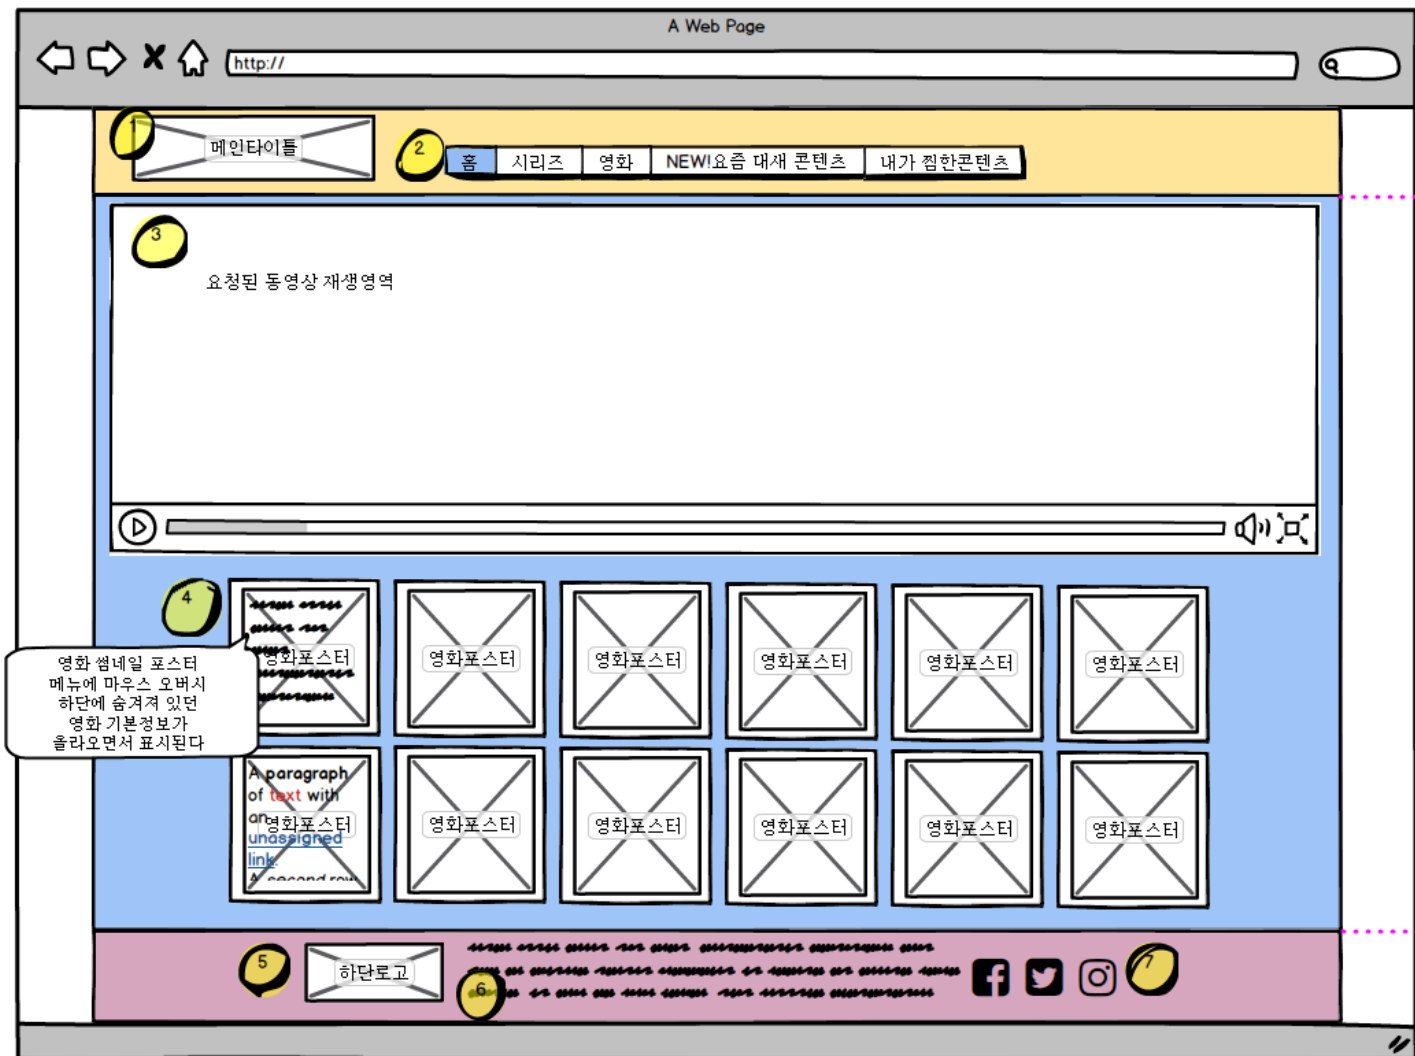 A Web Page
http://
1
메인타이틀
2
홈
시리즈
영화
NEW!요즘 대새 콘텐츠
내가 찜한콘텐츠
3
요청된 동영상 재생영역
4
영화포스터
영화포스터
영화포스터
영화포스터
영화포스터
영화포스터
영화 썸네일 포스터
메뉴에 마우스 오버시
하단에 숨겨져 있던
영화 기본정보가
올라오면서 표시된다
A paragraph
of text with
an
unassigned
link.
A second row
영화포스터
영화포스터
영화포스터
영화포스터
영화포스터
영화포스터
5
하단로고
6
7